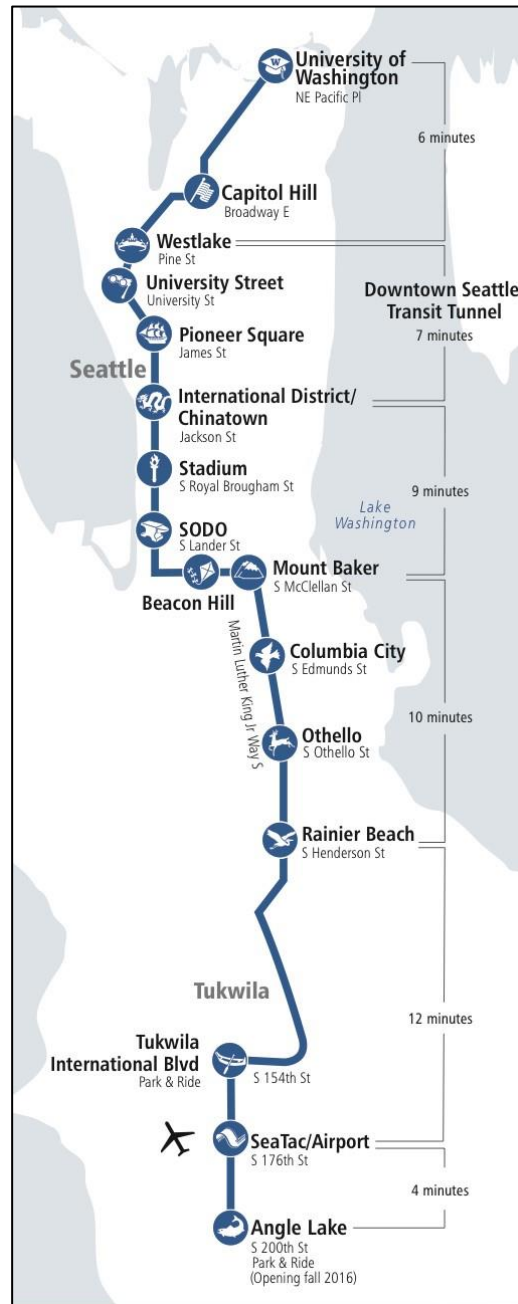 University of
Washington
NE Pacific Pl
6 minutes
Capitol Hill
Broadway E
Westlake
Pine St
University Street
University St
Downtown Seattle
Transit Tunnel
7 minutes
Pioneer Square
James St
Seattle
International District/
Chinatown
Jackson St
Stadium
S Royal Brougham St
9 minutes
Lake
Washington
SODO
S Lander St
Mount Baker
S McClellan St
Beacon Hill
Martin Luther King Jr Way S
Columbia City
S Edmunds St
10 minutes
Othello
S Othello St
Rainier Beach
S Henderson St
Tukwila
12 minutes
Tukwila
International Blvd
Park & Ride
S 154th St
SeaTac/Airport
S 176th St
4 minutes
Angle Lake
S 200th St
Park & Ride
(Opening fall 2016)
W